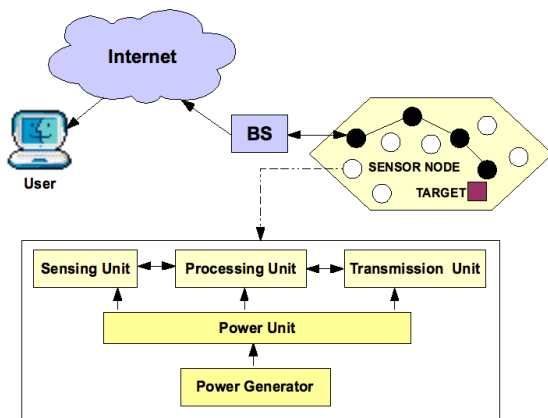 Internet
BS
User
SENSOR NODE
TARGET
Sensing Unit
Processing Unit
Transmission Unit
Power Unit
Power Generator